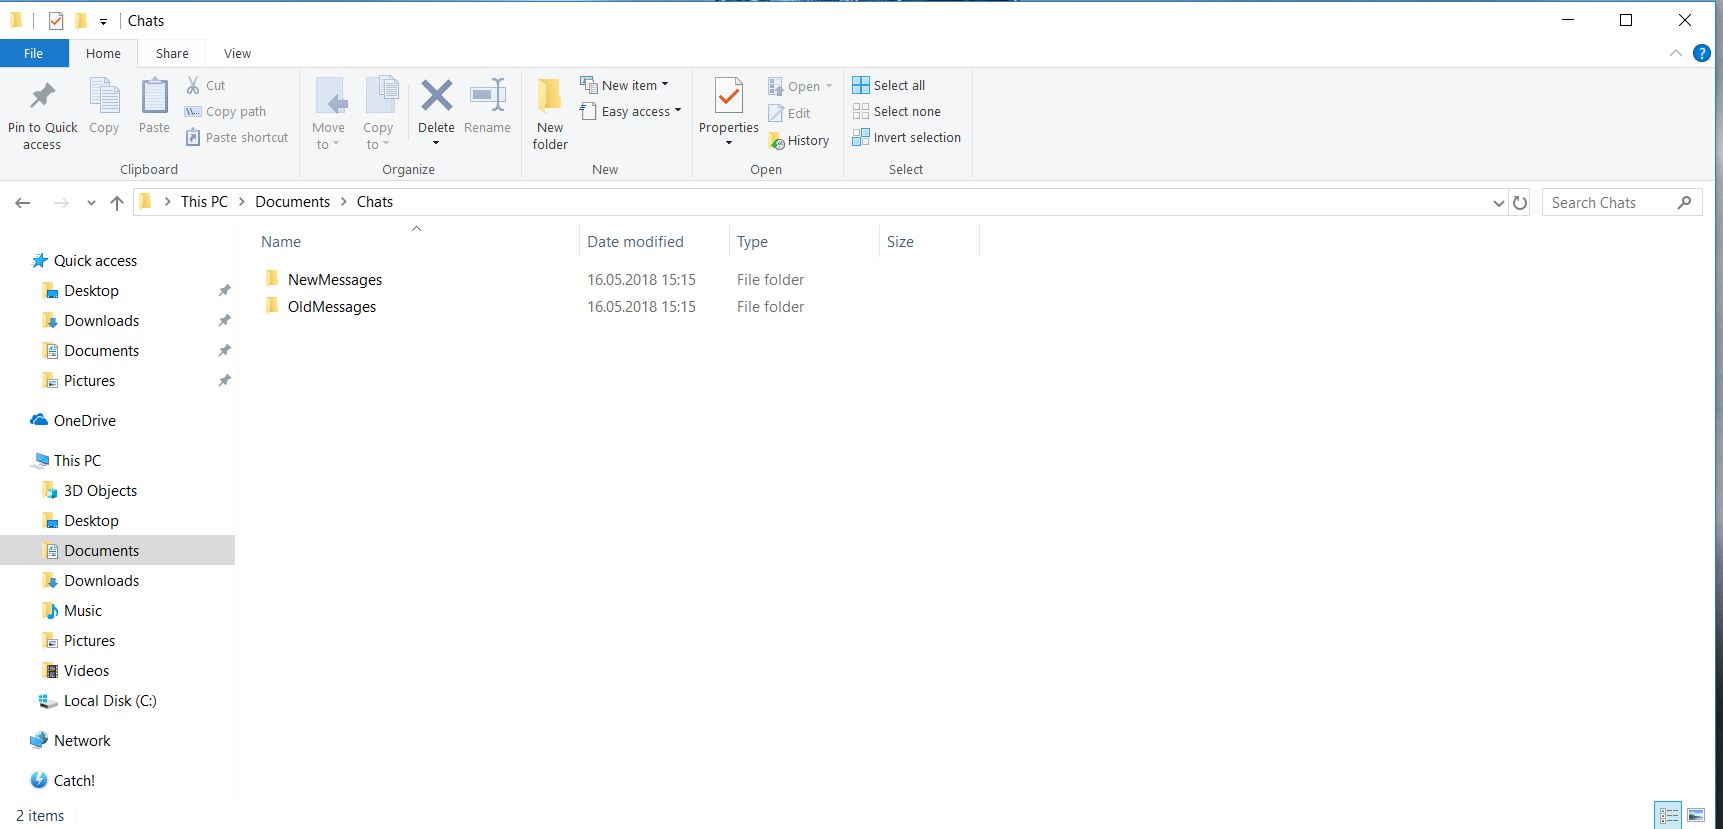 Chats
File Home Share View
Pin to Quick access
Copy
Paste
Cut
Copy path
Paste shortcut
Clipboard
Move to
Copy to
Delete
Rename
Organize
New folder
New item
Easy access
New
Properties
Open
Edit
History
Open
Select all
Select none
Invert selection
Select
This PC > Documents > Chats
Search Chats
Name Date modified Type Size
NewMessages 16.05.2018 15:15 File folder
OldMessages 16.05.2018 15:15 File folder
Quick access
Desktop
Downloads
Documents
Pictures
OneDrive
This PC
3D Objects
Desktop
Documents
Downloads
Music
Pictures
Videos
Local Disk (C:)
Network
Catch!
2 items